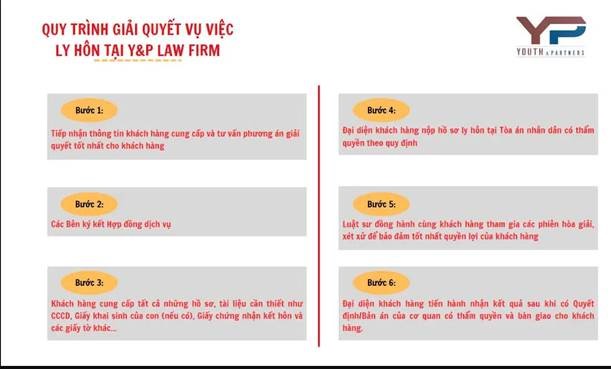 QUY TRÌNH GIẢI QUYẾT VỤ VIỆC
LY HÔN TẠI Y&P LAW FIRM
YP
YOUTH & PARTNERS
Bước 1:
Tiếp nhận thông tin khách hàng cung cấp và tư vấn phương án giải
quyết tốt nhất cho khách hàng
Bước 2:
Các Bên ký kết Hợp đồng dịch vụ
Bước 3:
Khách hàng cung cấp tất cả những hồ sơ, tài liệu cần thiết như
CCCD, Giấy khai sinh của con (nếu có), Giấy chứng nhận kết hôn và
các giấy tờ khác...
Bước 4:
Đại diện khách hàng nộp hồ sơ ly hôn tại Tòa án nhân dân có thẩm
quyền theo quy định
Bước 5:
Luật sư đồng hành cùng khách hàng tham gia các phiên hòa giải,
xét xử để bảo đảm tốt nhất quyền lợi của khách hàng
Bước 6:
Đại diện khách hàng tiến hành nhận kết quả sau khi có Quyết
định/Bản án của cơ quan có thẩm quyền và bàn giao cho khách
hàng.